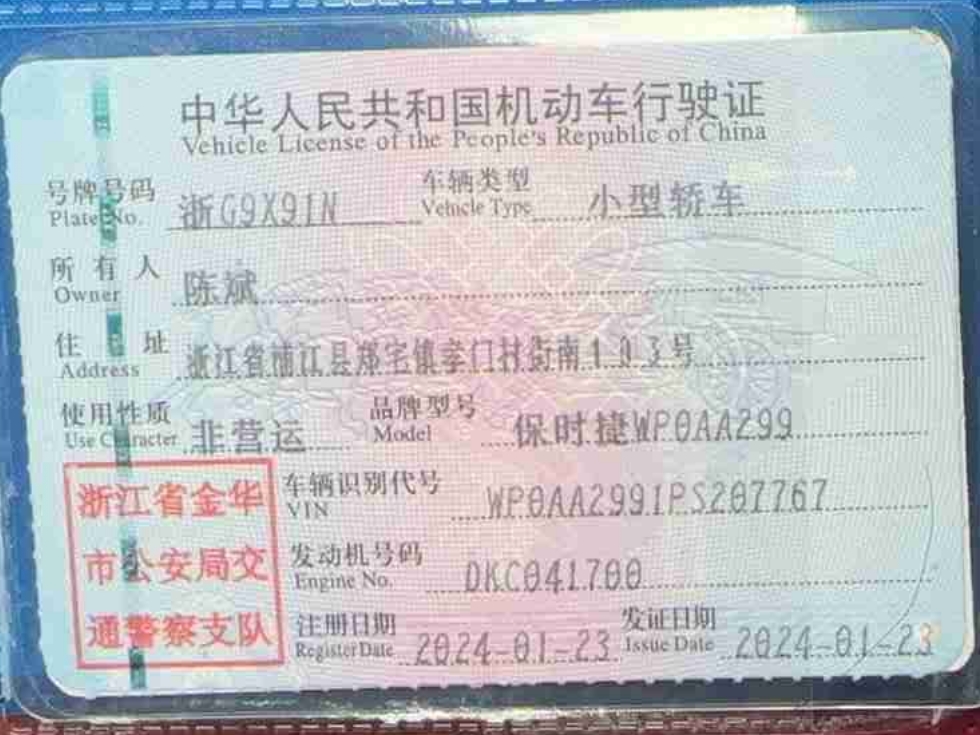 中华人民共和国机动车行驶证
Vehicle License of the People's Republic of China
号牌号码 浙G9X91N 车辆类型 小型轿车
Plate No. Vehicle Type
所有人 陈斌
Owner
住址 浙江省浦江县郑宅镇孝门村街南103号
Address
使用性质 非营运 品牌型号 保时捷WP0AA299
Use Character Model
浙江省金华
市公安局交
通警察支队
车辆识别代号 WP0AA2991PS207767
VIN
发动机号码 DKC041700
Engine No.
注册日期 2024-01-23 发证日期 2024-01-23
Register Date Issue Date